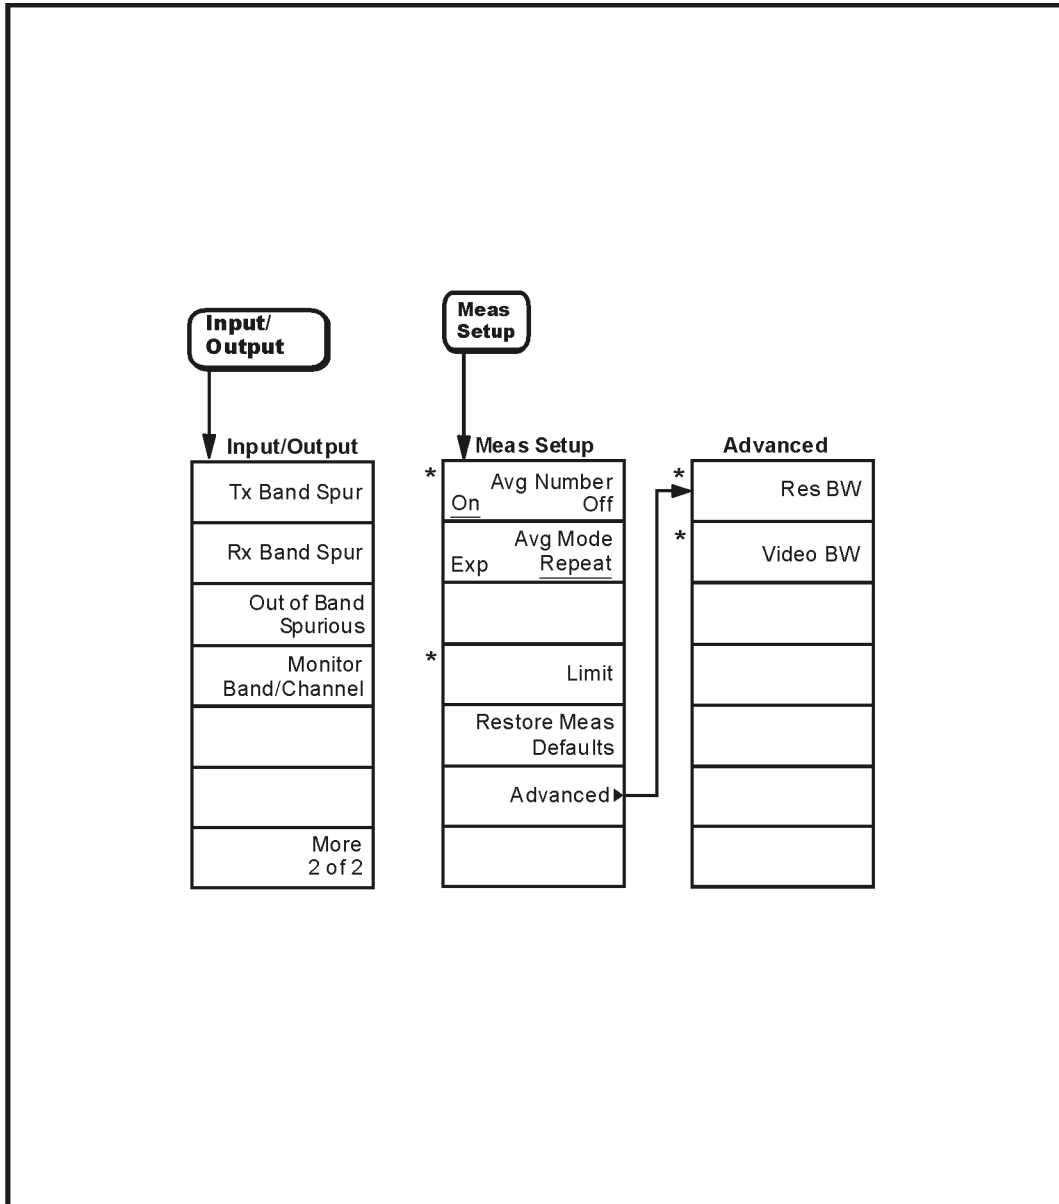 Input/
Output
Input/Output
Tx Band Spur
Rx Band Spur
Out of Band
Spurious
Monitor
Band/Channel
More
2 of 2
Meas
Setup
Meas Setup
* Avg Number
On Off
Avg Mode
Exp Repeat
* Limit
Restore Meas
Defaults
Advanced
Advanced
* Res BW
* Video BW